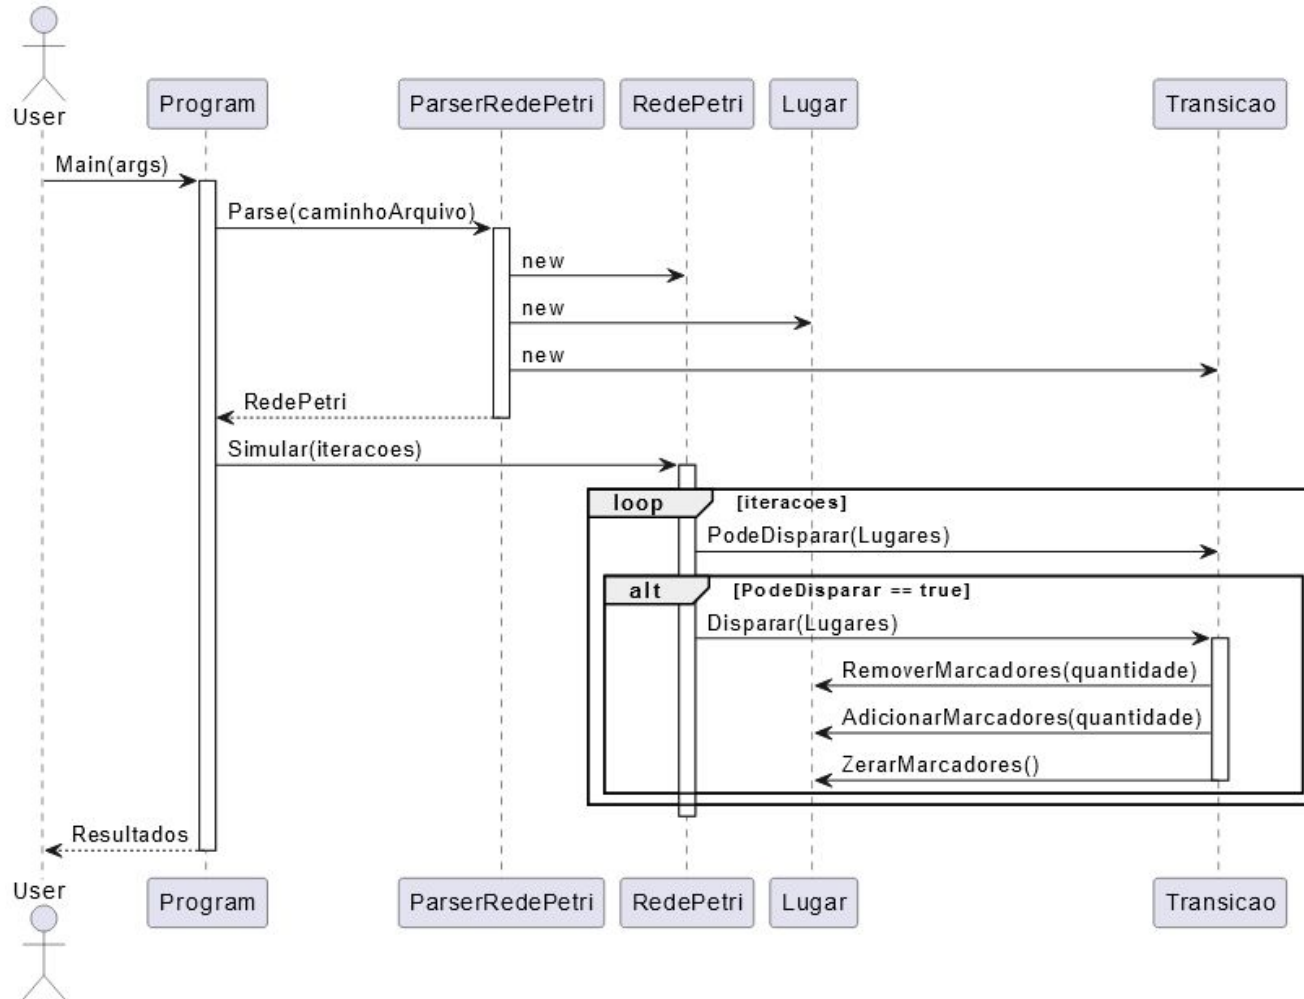 User
Program
ParserRedePetri
RedePetri
Lugar
Transicao
Main(args)
Parse(caminhoArquivo)
new
new
new
RedePetri
Simular(iteracoes)
loop
[iteracoes]
PodeDisparar(Lugares)
alt
[PodeDisparar == true]
Disparar(Lugares)
RemoverMarcadores(quantidade)
AdicionarMarcadores(quantidade)
ZerarMarcadores()
Resultados
User
Program
ParserRedePetri
RedePetri
Lugar
Transicao